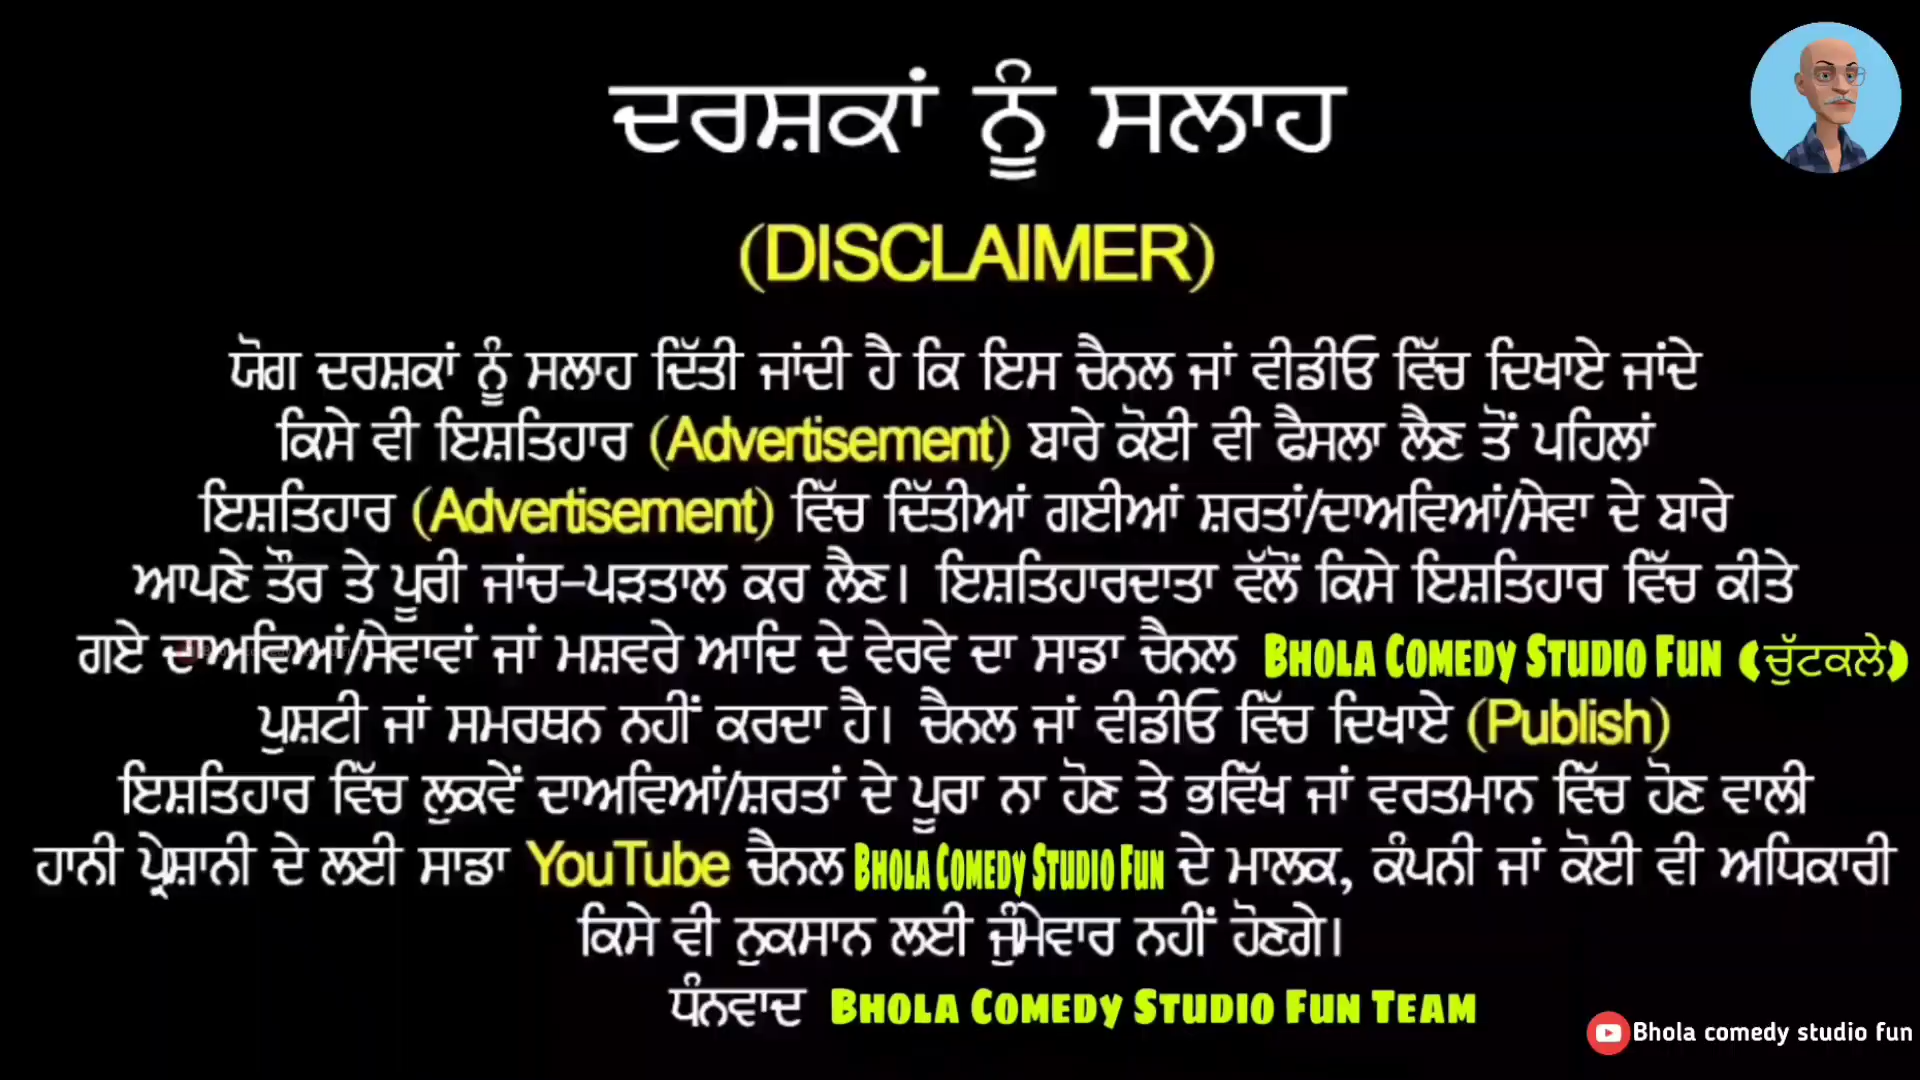 ਦਰਸ਼ਕਾਂ ਨੂੰ ਸਲਾਹ
(DISCLAIMER)
ਯੋਗ ਦਰਸ਼ਕਾਂ ਨੂੰ ਸਲਾਹ ਦਿੱਤੀ ਜਾਂਦੀ ਹੈ ਕਿ ਇਸ ਚੈਨਲ ਜਾਂ ਵੀਡੀਓ ਵਿੱਚ ਦਿਖਾਏ ਜਾਂਦੇ
ਕਿਸੇ ਵੀ ਇਸ਼ਤਿਹਾਰ (Advertisement) ਬਾਰੇ ਕੋਈ ਵੀ ਫੈਸਲਾ ਲੈਣ ਤੋਂ ਪਹਿਲਾਂ
ਇਸ਼ਤਿਹਾਰ (Advertisement) ਵਿੱਚ ਦਿੱਤੀਆਂ ਗਈਆਂ ਸ਼ਰਤਾਂ/ਦਾਅਵਿਆਂ/ਸੇਵਾ ਦੇ ਬਾਰੇ
ਆਪਣੇ ਤੌਰ ਤੇ ਪੂਰੀ ਜਾਂਚ-ਪੜਤਾਲ ਕਰ ਲੈਣ। ਇਸ਼ਤਿਹਾਰਦਾਤਾ ਵੱਲੋਂ ਕਿਸੇ ਇਸ਼ਤਿਹਾਰ ਵਿੱਚ ਕੀਤੇ
ਗਏ ਦਾਅਵਿਆਂ/ਸੇਵਾਵਾਂ ਜਾਂ ਮਸ਼ਵਰੇ ਆਦਿ ਦੇ ਵੇਰਵੇ ਦਾ ਸਾਡਾ ਚੈਨਲ BHOLA COMEDY STUDIO FUN (ਚੁੱਟਕਲੇ)
ਪੁਸ਼ਟੀ ਜਾਂ ਸਮਰਥਨ ਨਹੀਂ ਕਰਦਾ ਹੈ। ਚੈਨਲ ਜਾਂ ਵੀਡੀਓ ਵਿੱਚ ਦਿਖਾਏ (Publish)
ਇਸ਼ਤਿਹਾਰ ਵਿੱਚ ਲੁਕਵੇਂ ਦਾਅਵਿਆਂ/ਸ਼ਰਤਾਂ ਦੇ ਪੂਰਾ ਨਾ ਹੋਣ ਤੇ ਭਵਿੱਖ ਜਾਂ ਵਰਤਮਾਨ ਵਿੱਚ ਹੋਣ ਵਾਲੀ
ਹਾਨੀ ਪ੍ਰੇਸ਼ਾਨੀ ਦੇ ਲਈ ਸਾਡਾ YouTube ਚੈਨਲ BHOLA COMEDY STUDIO FUN ਦੇ ਮਾਲਕ, ਕੰਪਨੀ ਜਾਂ ਕੋਈ ਵੀ ਅਧਿਕਾਰੀ
ਕਿਸੇ ਵੀ ਨੁਕਸਾਨ ਲਈ ਜੁੰਮੇਵਾਰ ਨਹੀਂ ਹੋਣਗੇ।
ਧੰਨਵਾਦ BHOLA COMEDY STUDIO FUN TEAM
Bhola comedy studio fun